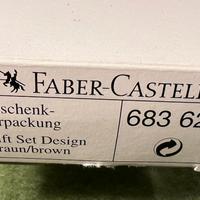 FABER-CASTELL
schenk-
rpackung
ft Set Design
raun/brown
683 62